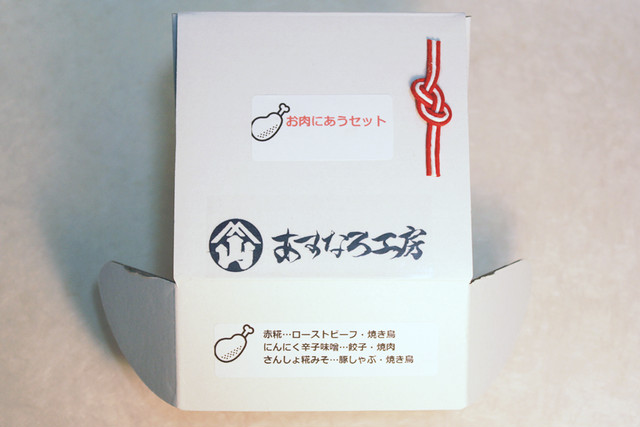 お肉にあうセット
あすなろ工房
赤糀…ローストビーフ・焼き鳥
にんにく辛子味噌…餃子・焼肉
さんしょ糀みそ…豚しゃぶ・焼き鳥